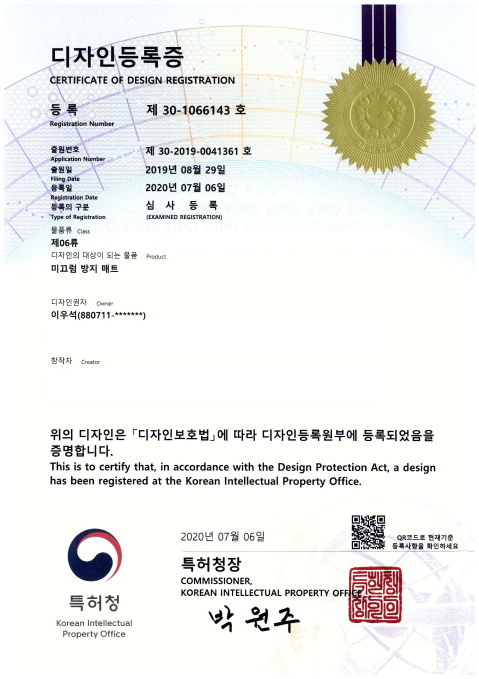 디자인등록증
CERTIFICATE OF DESIGN REGISTRATION
등록 제 30-1066143 호
Registration Number
출원번호 제 30-2019-0041361 호
Application Number
출원일 2019년 08월 29일
Filing Date
등록일 2020년 07월 06일
Registration Date
등록의 구분 심 사 등 록
Type of Registration (EXAMINED REGISTRATION)
물품류 Class
제06류
디자인의 대상이 되는 물품 Product
미끄럼 방지 매트
디자인권자 Owner
이우석(880711-*******)
창작자 Creator
위의 디자인은 「디자인보호법」에 따라 디자인등록원부에 등록되었음을
증명합니다.
This is to certify that, in accordance with the Design Protection Act, a design
has been registered at the Korean Intellectual Property Office.
2020년 07월 06일
QR코드로 현재기준
등록사항을 확인하세요
특허청장
COMMISSIONER,
KOREAN INTELLECTUAL PROPERTY OFFICE
박원주
특허청
Korean Intellectual
Property Office